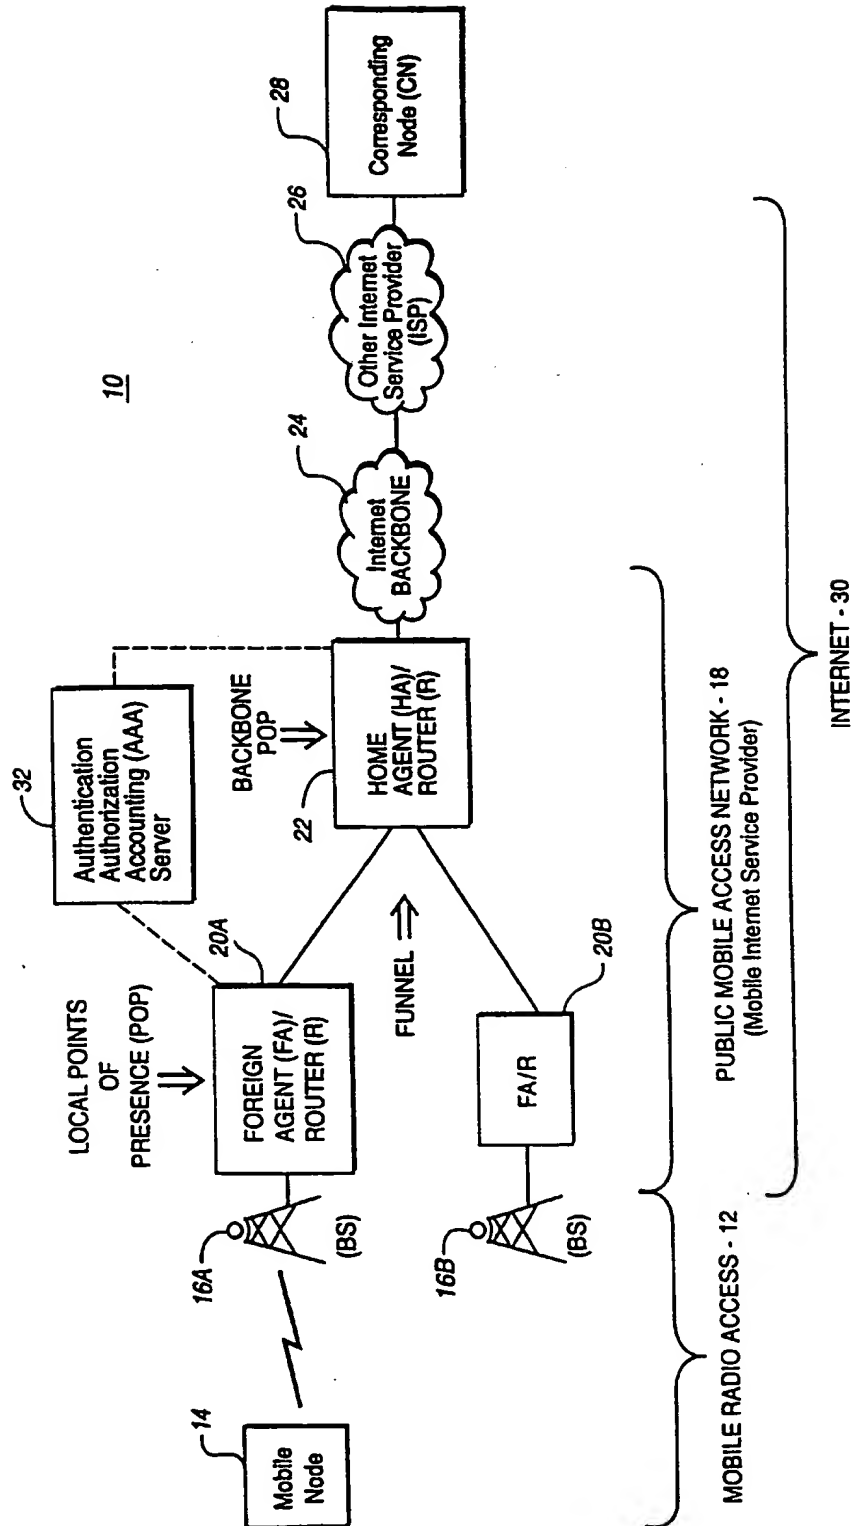 10
32
Authentication
Authorization
Accounting (AAA)
Server
LOCAL POINTS
OF
PRESENCE (POP)
20A
FOREIGN
AGENT (FA)/
ROUTER (R)
BACKBONE
POP
HOME
AGENT (HA)/
ROUTER (R)
22
24
Internet
BACKBONE
26
Other Internet
Service Provider
(ISP)
28
Corresponding
Node (CN)
14
Mobile
Node
16A
(BS)
FUNNEL
16B
(BS)
20B
FA/R
MOBILE RADIO ACCESS - 12
PUBLIC MOBILE ACCESS NETWORK - 18
(Mobile Internet Service Provider)
INTERNET - 30